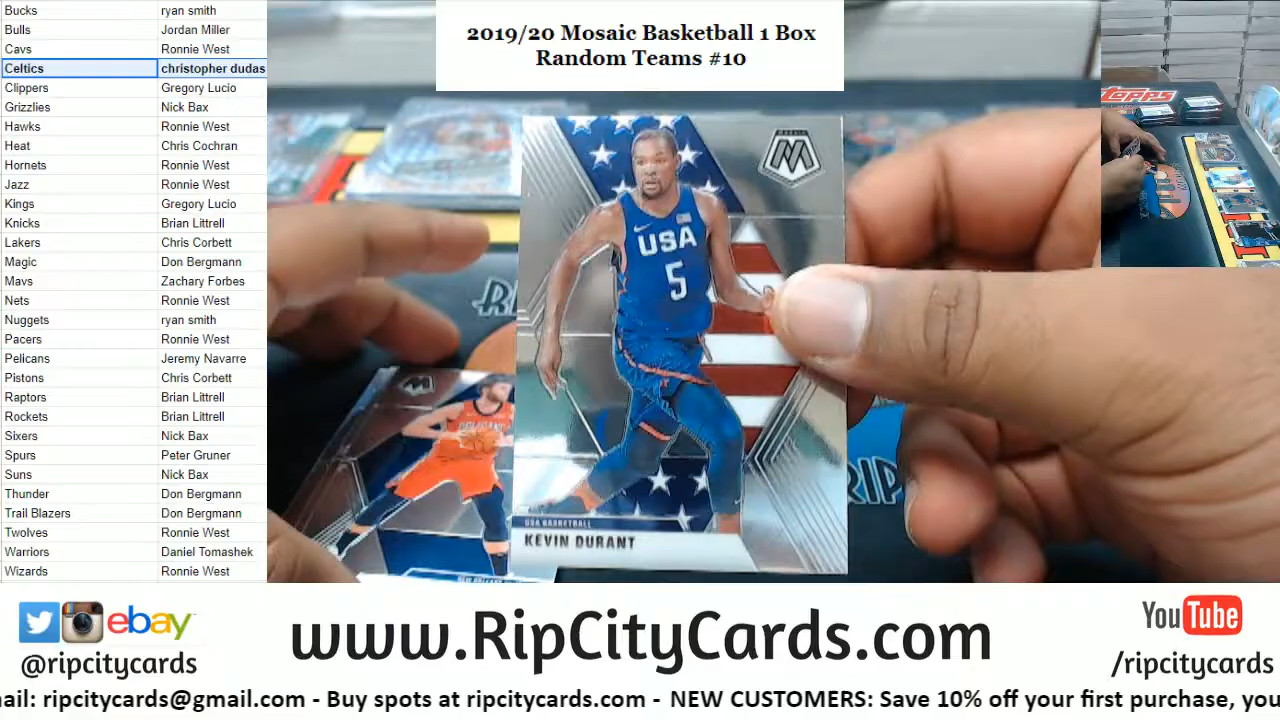 Bucks ryan smith
Bulls Jordan Miller
Cavs Ronnie West
Celtics christopher dudas
Clippers Gregory Lucio
Grizzlies Nick Bax
Hawks Ronnie West
Heat Chris Cochran
Hornets Ronnie West
Jazz Ronnie West
Kings Gregory Lucio
Knicks Brian Littrell
Lakers Chris Corbett
Magic Don Bergmann
Mavs Zachary Forbes
Nets Ronnie West
Nuggets ryan smith
Pacers Ronnie West
Pelicans Jeremy Navarre
Pistons Chris Corbett
Raptors Brian Littrell
Rockets Brian Littrell
Sixers Nick Bax
Spurs Peter Gruner
Suns Nick Bax
Thunder Don Bergmann
Trail Blazers Don Bergmann
Twolves Ronnie West
Warriors Daniel Tomashek
Wizards Ronnie West
2019/20 Mosaic Basketball 1 Box
Random Teams #10
MOSAIC
M
USA
5
USA BASKETBALL
KEVIN DURANT
RIP
TOPPS
ebay
@ripcitycards
www.RipCityCards.com
YouTube
/ripcitycards
nail: ripcitycards@gmail.com - Buy spots at ripcitycards.com - NEW CUSTOMERS: Save 10% off your first purchase, you